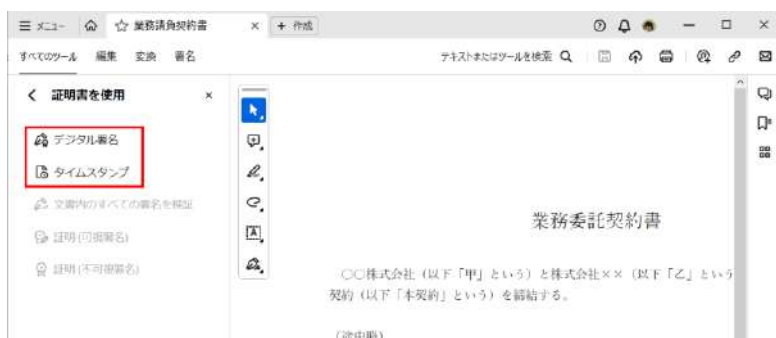 メニュー 業務請負契約書 × + 作成
すべてのツール 編集 変換 署名 テキストまたはツールを検索
証明書を使用 ×
デジタル署名
タイムスタンプ
文書内のすべての署名を検証
証明 (可視署名)
証明 (不可視署名)
業務委託契約書
〇〇株式会社（以下「甲」という）と株式会社××（以下「乙」という
契約（以下「本契約」という）を締結する。
（途中略）